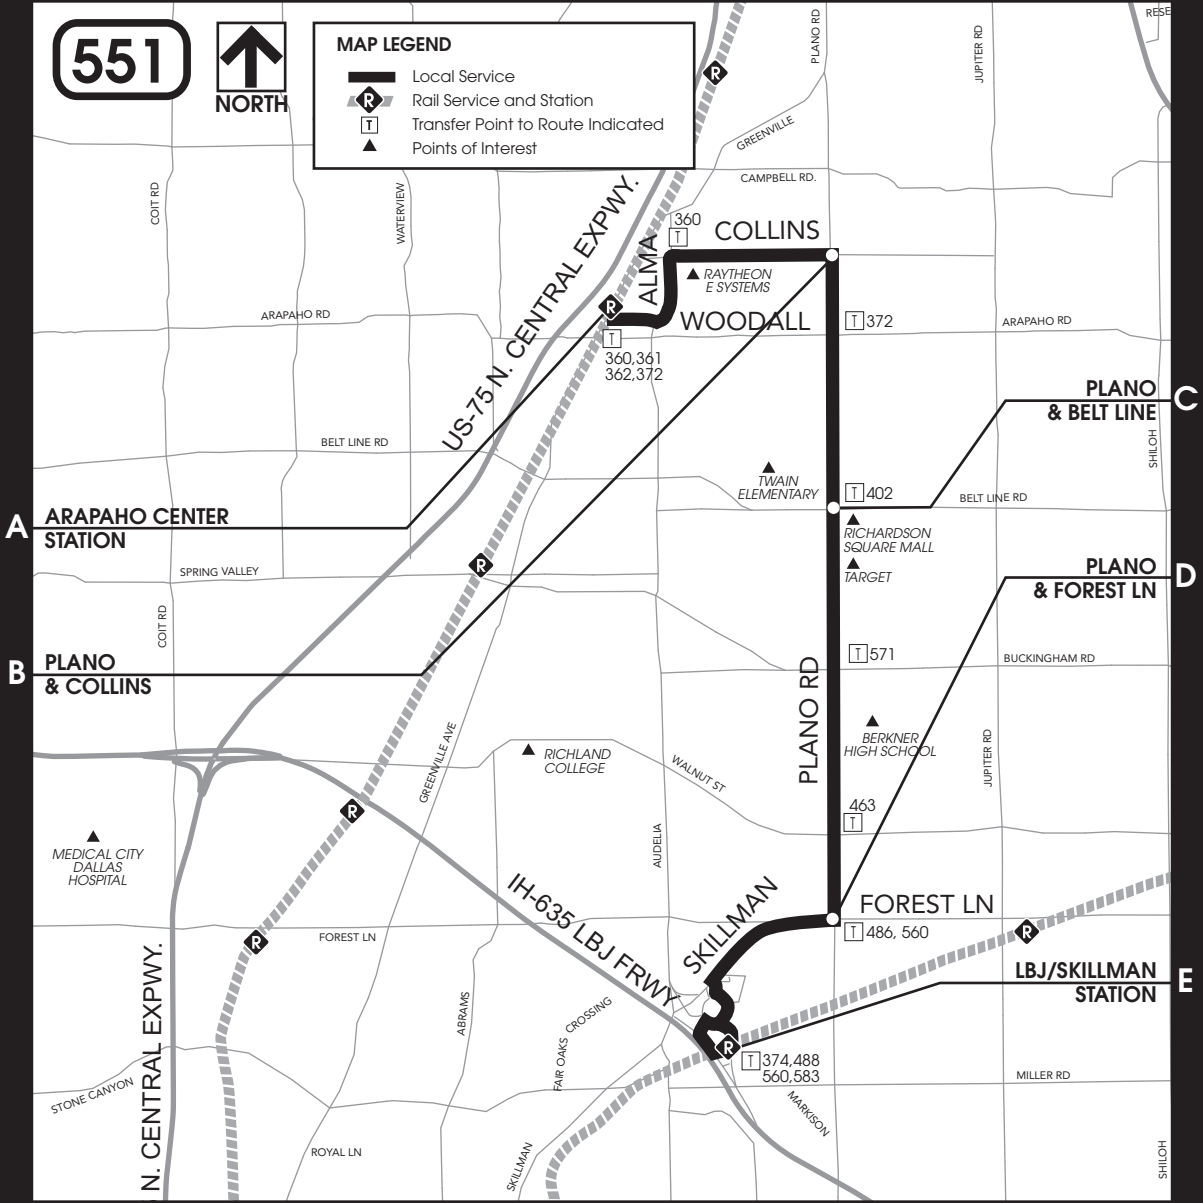 551
NORTH
MAP LEGEND
Local Service
R
Rail Service and Station
T
Transfer Point to Route Indicated
Points of Interest
PLANO RD
JUPITER RD
R
GREENVILLE
CAMPBELL RD.
COIT RD
WATERVIEW
US-75 N. CENTRAL EXPWY.
360
T
COLLINS
ALMA
RAYTHEON
E SYSTEMS
R
WOODALL
ARAPAHO RD
T 372
ARAPAHO RD
T
360,361
362,372
PLANO
& BELT LINE
C
SHILOH
BELT LINE RD
TWAIN
ELEMENTARY
T 402
BELT LINE RD
A
ARAPAHO CENTER
STATION
RICHARDSON
SQUARE MALL
TARGET
R
SPRING VALLEY
PLANO
& FOREST LN
D
COIT RD
B
PLANO
& COLLINS
T 571
BUCKINGHAM RD
PLANO RD
BERKNER
HIGH SCHOOL
JUPITER RD
GREENVILLE AVE
RICHLAND
COLLEGE
WALNUT ST
R
463
T
MEDICAL CITY
DALLAS
HOSPITAL
AUDELIA
IH-635 LBJ FRWY
SKILLMAN
FOREST LN
T 486, 560
R
R
FOREST LN
LBJ/SKILLMAN
STATION
E
N. CENTRAL EXPWY.
ABRAMS
FAIR OAKS
CROSSING
R
T 374,488
560,583
MILLER RD
STONE CANYON
MARKISON
ROYAL LN
SKILLMAN
SHILOH